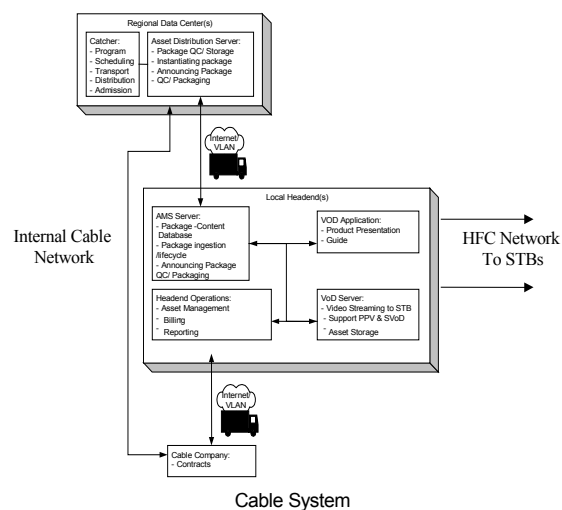 Regional Data Center(s)
Catcher:
- Program
- Scheduling
- Transport
- Distribution
- Admission
Asset Distribution Server:
- Package QC/ Storage
- Instantiating package
- Announcing Package
- QC/ Packaging
Internet/
VLAN
Local Headend(s)
AMS Server:
- Package -Content
Database
- Package ingestion
/lifecycle
- Announcing Package
QC/ Packaging
VOD Application:
- Product Presentation
- Guide
Internal Cable
Network
HFC Network
To STBs
Headend Operations:
- Asset Management
- Billing
- Reporting
VoD Server:
- Video Streaming to STB
- Support PPV & SVoD
- Asset Storage
Internet/
VLAN
Cable Company:
- Contracts
Cable System